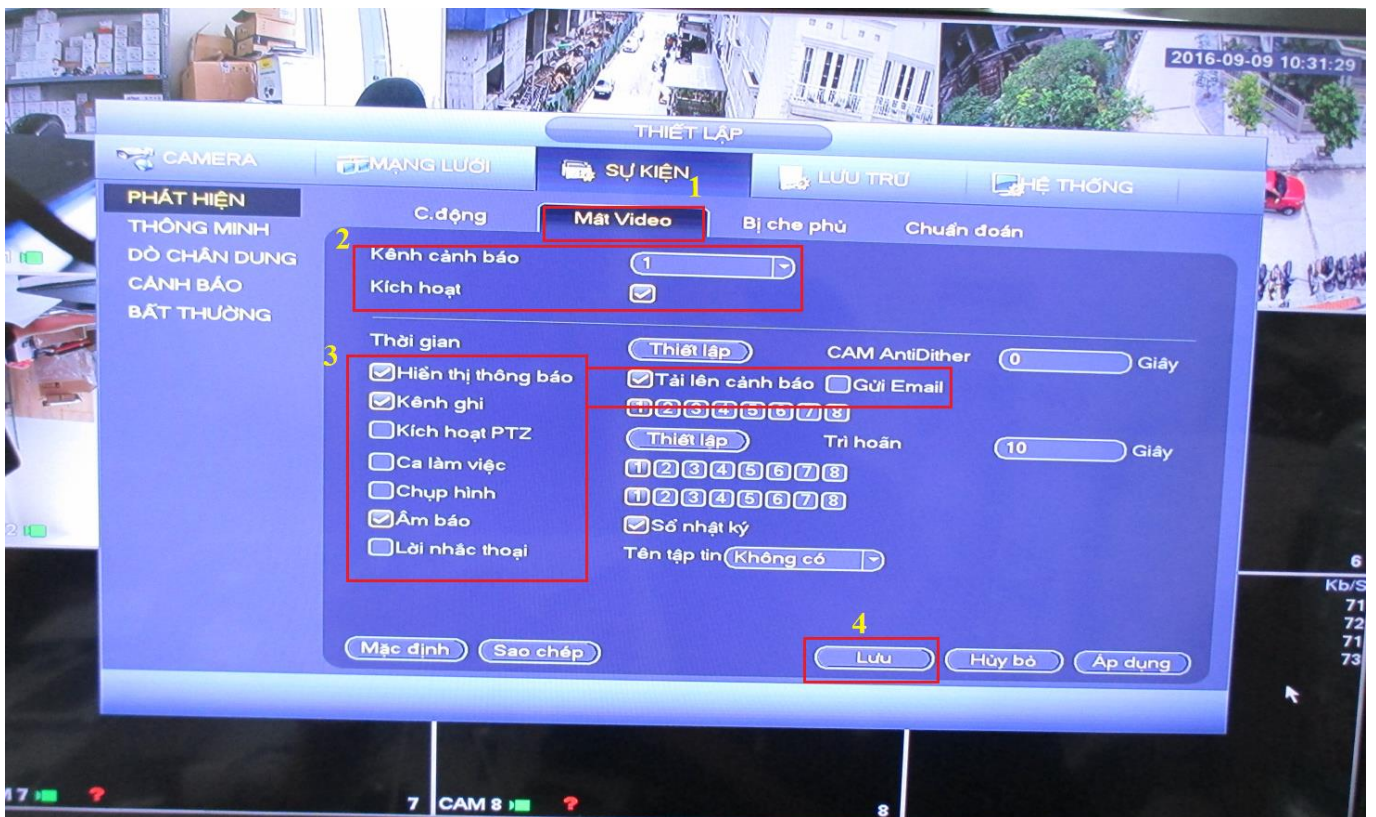 2016-09-09 10:31:29
THIẾT LẬP
CAMERA MẠNG LƯỚI SỰ KIỆN LƯU TRỮ HỆ THỐNG
1
PHÁT HIỆN
THÔNG MINH
DÒ CHÂN DUNG
CẢNH BÁO
BẤT THƯỜNG
C.động Mất Video Bị che phủ Chuẩn đoán
2
Kênh cảnh báo 1
Kích hoạt
Thời gian Thiết lập CAM AntiDither 0 Giây
3
Hiển thị thông báo Tải lên cảnh báo Gửi Email
Kênh ghi 1 2 3 4 5 6 7 8
Kích hoạt PTZ Thiết lập Trì hoãn 10 Giây
Ca làm việc 1 2 3 4 5 6 7 8
Chụp hình 1 2 3 4 5 6 7 8
Âm báo Sổ nhật ký
Lời nhắc thoại Tên tập tin Không có
4
Mặc định Sao chép Lưu Hủy bỏ Áp dụng
1
2
6
Kb/S
71
72
71
73
7 ?
7
CAM 8 ?
8